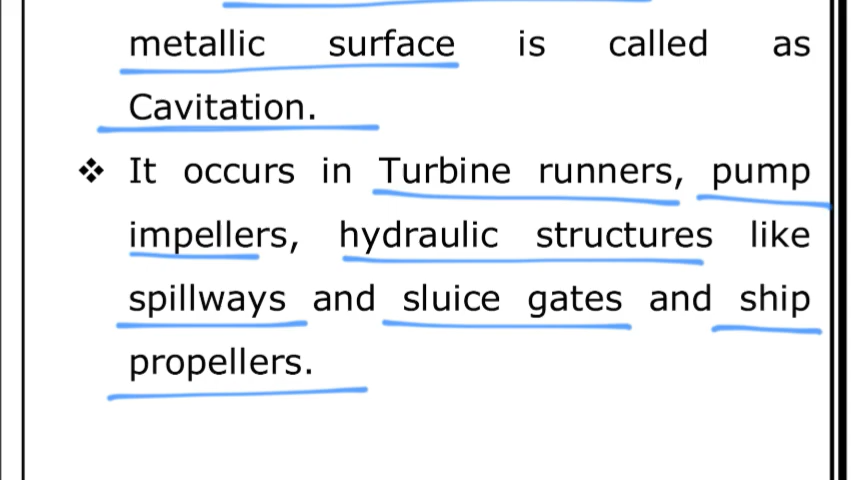 metallic surface is called as
Cavitation.
❖ It occurs in Turbine runners, pump
impellers, hydraulic structures like
spillways and sluice gates and ship
propellers.